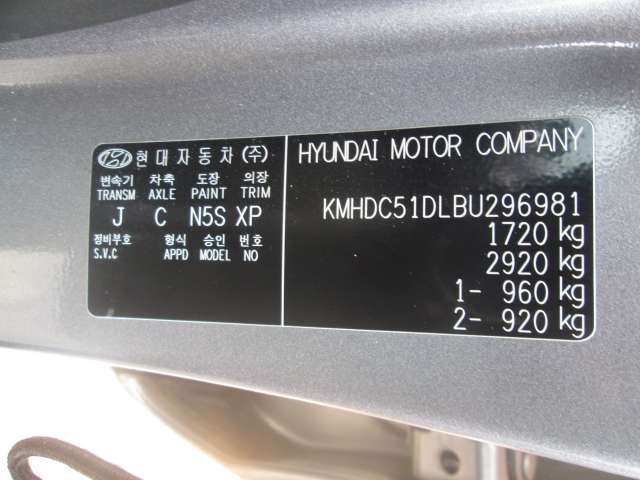 현대자동차(주)
변속기 차축 도장 의장
TRANSM AXLE PAINT TRIM
J C N5S XP
정비부호 형식 승인 번호
S.V.C APPD MODEL NO
HYUNDAI MOTOR COMPANY
KMHDC51DLBU296981
1720 kg
2920 kg
1- 960 kg
2- 920 kg